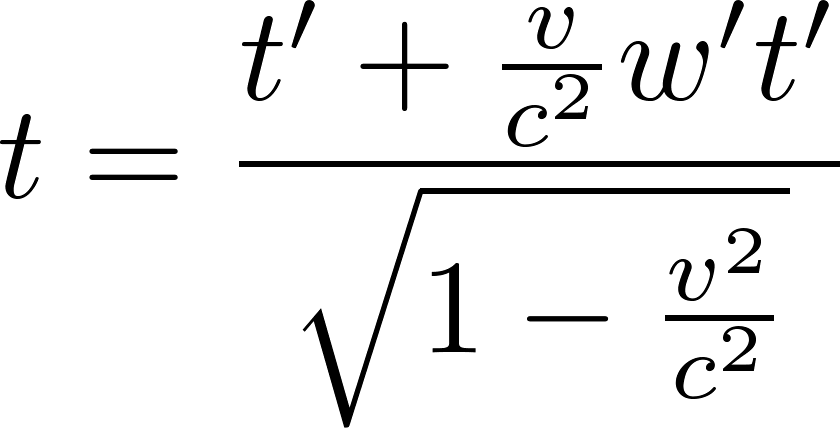 t = \frac{t' + \frac{v}{c^2} w't'}{\sqrt{1 - \frac{v^2}{c^2}}}